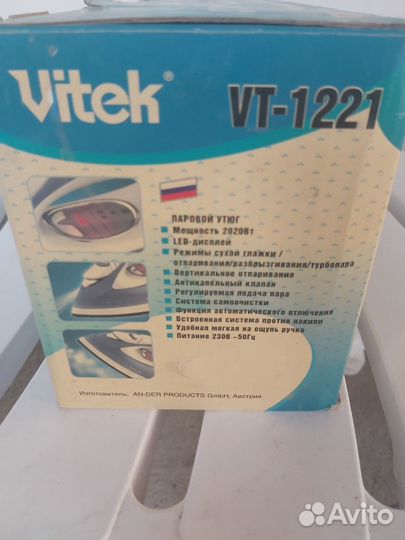 Vitek®
VT-1221
ПАРОВОЙ УТЮГ
Мощность 2020Вт
LED-дисплей
Режимы сухой глажки/
отпаривания/разбрызгивания/турбопара
Вертикальное отпаривание
Антикапельный клапан
Регулируемая подача пара
Система самоочистки
Функция автоматического отключения
Встроенная система против накипи
Удобная мягкая на ощупь ручка
Питание 230В ~50Гц
Изготовитель: AN-DER PRODUCTS GmbH, Австрия
Avito